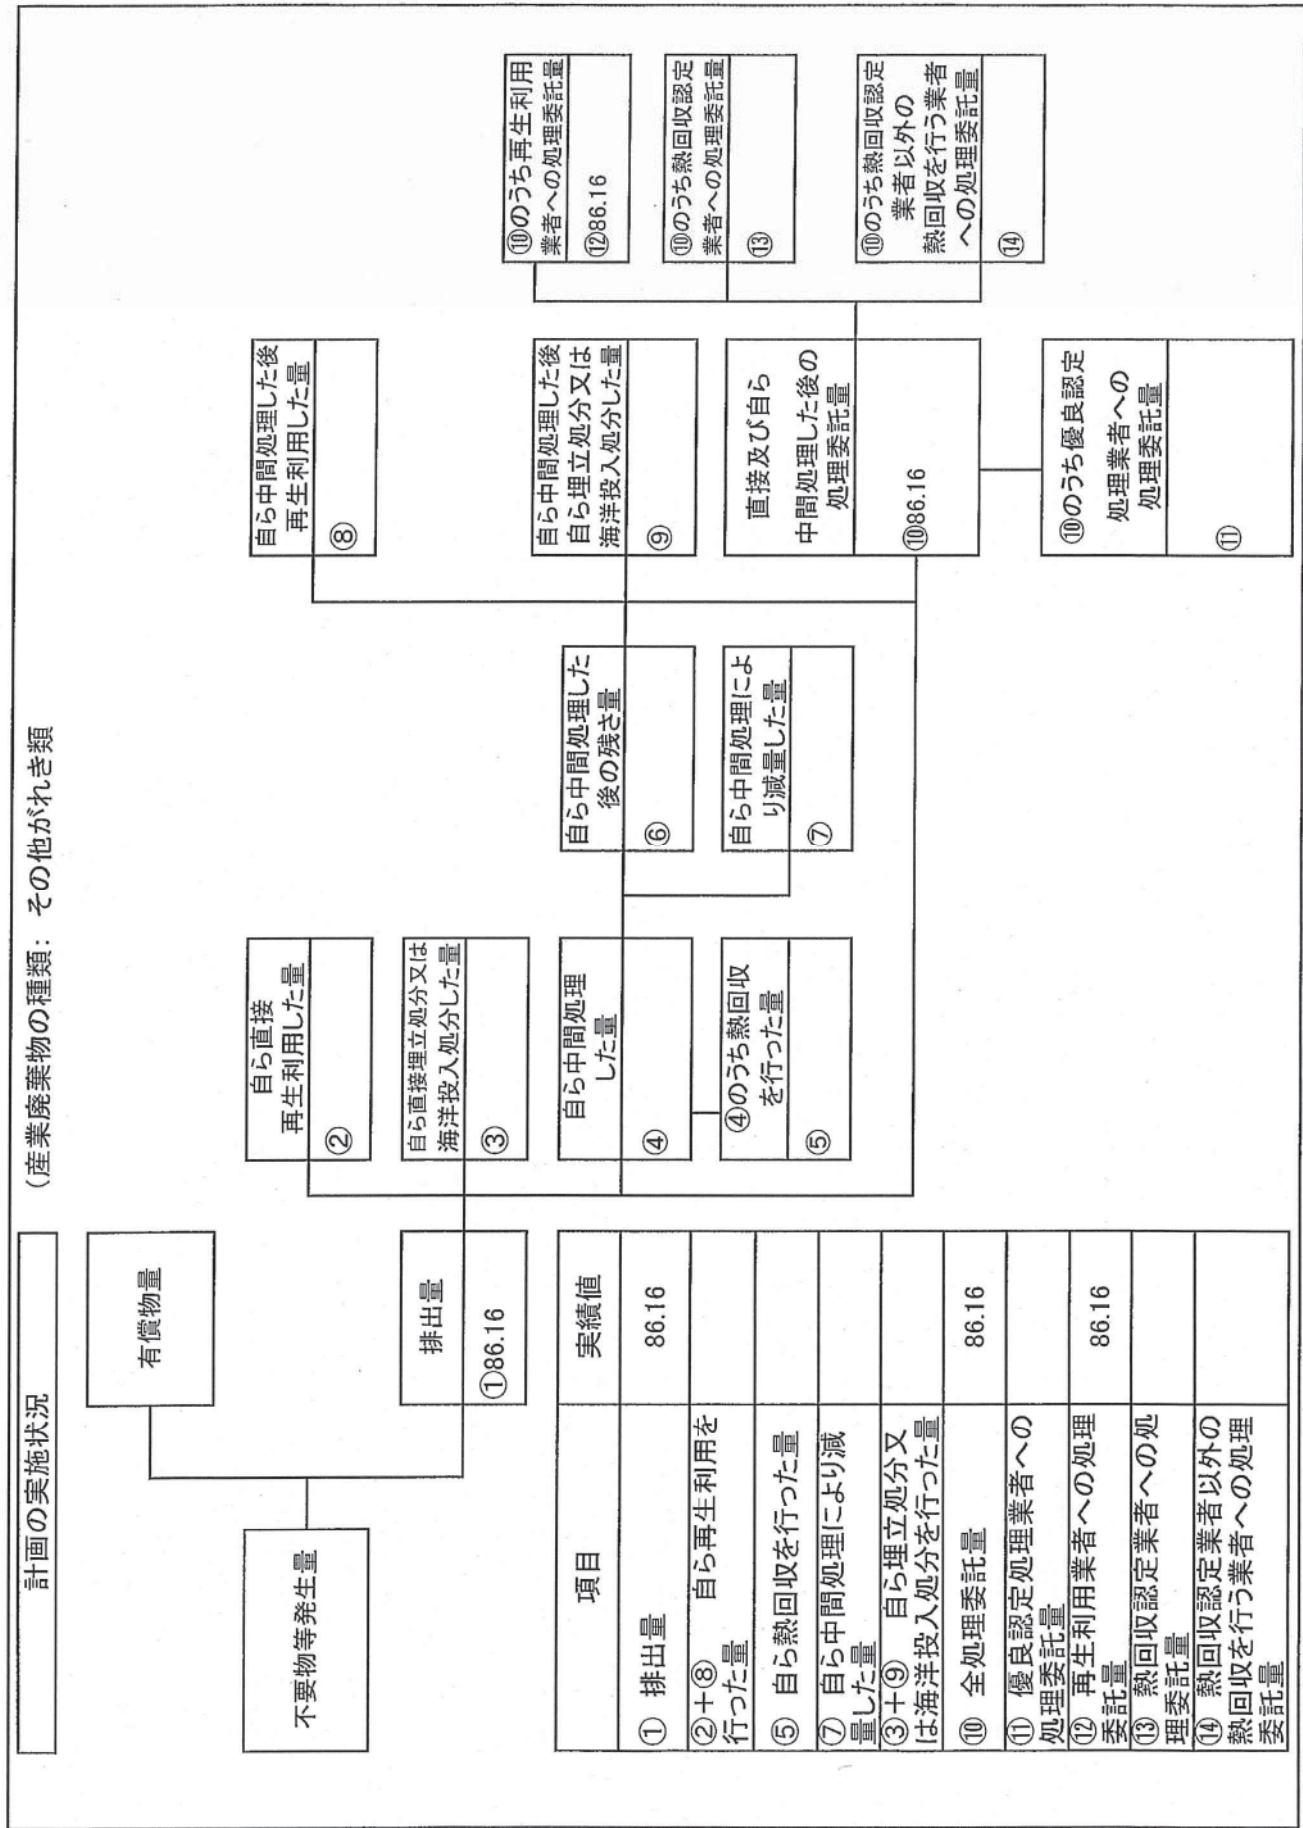 計画の実施状況
(産業廃棄物の種類: その他がれき類
不要物等発生量
有償物量
排出量
①86.16
自ら直接
再生利用した量
②
自ら直接埋立処分又は
海洋投入処分した量
③
自ら中間処理
した量
④
④のうち熱回収
を行った量
⑤
自ら中間処理した
後の残さ量
⑥
自ら中間処理によ
り減量した量
⑦
自ら中間処理した後
再生利用した量
⑧
自ら中間処理した後
自ら埋立処分又は
海洋投入処分した量
⑨
直接及び自ら
中間処理した後の
処理委託量
⑩86.16
⑩のうち優良認定
処理業者への
処理委託量
⑪
⑩のうち再生利用
業者への処理委託量
⑫86.16
⑩のうち熱回収認定
業者への処理委託量
⑬
⑩のうち熱回収認定
業者以外の
熱回収を行う業者
への処理委託量
⑭
項目 実績値
① 排出量 86.16
②+⑧ 自ら再生利用を
行った量
⑤ 自ら熱回収を行った量
⑦ 自ら中間処理により減
量した量
③+⑨ 自ら埋立処分又
は海洋投入処分を行った量
⑩ 全処理委託量 86.16
⑪ 優良認定処理業者への
処理委託量
⑫ 再生利用業者への処理
委託量 86.16
⑬ 熱回収認定業者への処
理委託量
⑭ 熱回収認定業者以外の
熱回収を行う業者への処理
委託量